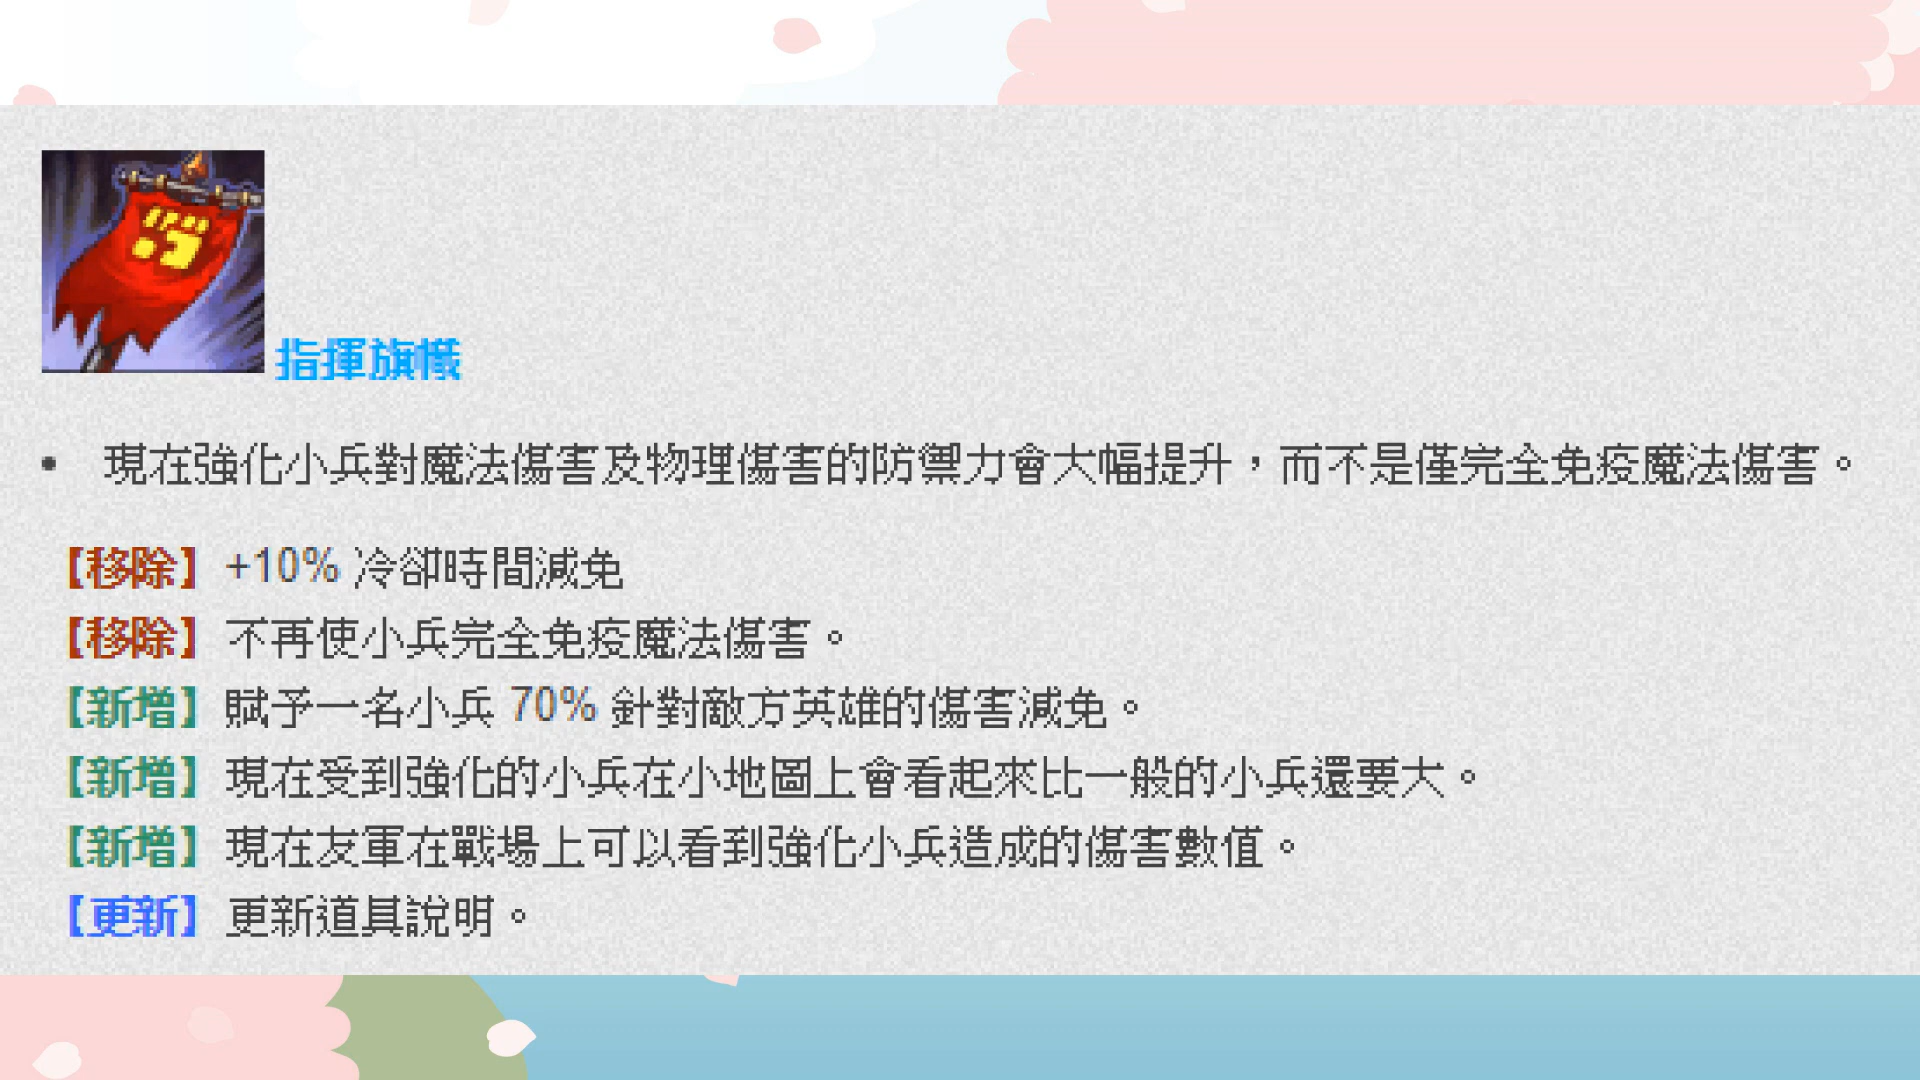 指揮旗幟
• 現在強化小兵對魔法傷害及物理傷害的防禦力會大幅提升，而不是僅完全免疫魔法傷害。
【移除】 +10% 冷卻時間減免
【移除】 不再使小兵完全免疫魔法傷害。
【新增】 賦予一名小兵 70% 針對敵方英雄的傷害減免。
【新增】 現在受到強化的小兵在小地圖上會看起來比一般的小兵還要大。
【新增】 現在友軍在戰場上可以看到強化小兵造成的傷害數值。
【更新】 更新道具說明。